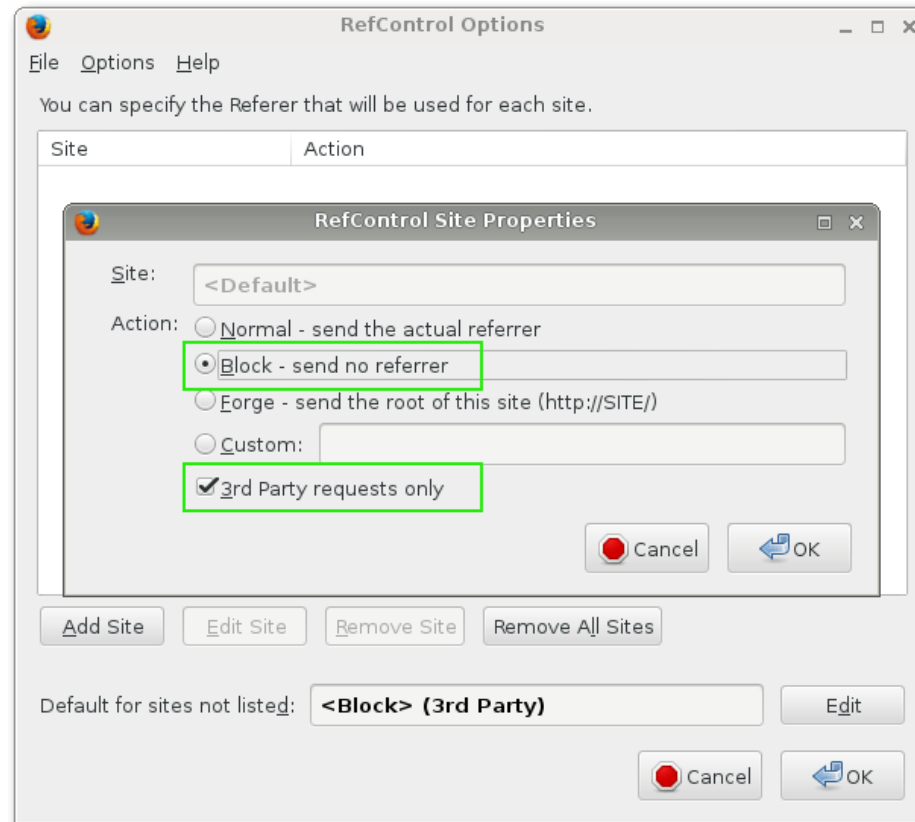 RefControl Options
File Options Help
You can specify the Referer that will be used for each site.
Site Action
RefControl Site Properties
Site: <Default>
Action: Normal - send the actual referrer
Block - send no referrer
Forge - send the root of this site (http://SITE/)
Custom:
3rd Party requests only
Cancel OK
Add Site Edit Site Remove Site Remove All Sites
Default for sites not listed: <Block> (3rd Party) Edit
Cancel OK